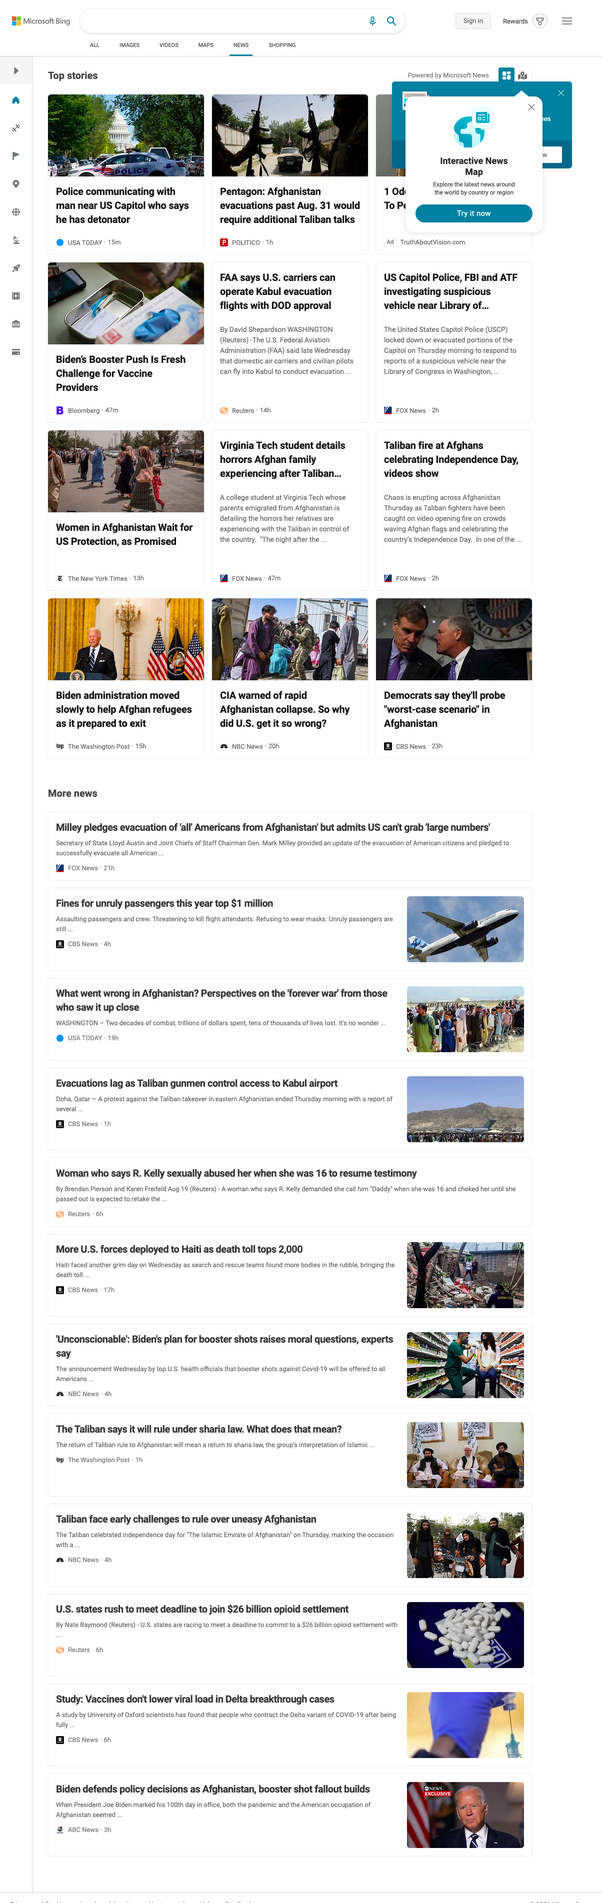 Microsoft Bing
Sign in
Rewards
ALL IMAGES VIDEOS MAPS NEWS SHOPPING
Top stories
Powered by Microsoft News
Interactive News
Map
Explore the latest news around
the world by country or region
Try it now
Police communicating with
man near US Capitol who says
he has detonator
USA TODAY · 15m
Pentagon: Afghanistan
evacuations past Aug. 31 would
require additional Taliban talks
POLITICO · 1h
Ad TruthAboutVision.com
Biden's Booster Push Is Fresh
Challenge for Vaccine
Providers
Bloomberg · 47m
FAA says U.S. carriers can
operate Kabul evacuation
flights with DOD approval
By David Shepardson WASHINGTON
(Reuters) -The U.S. Federal Aviation
Administration (FAA) said late Wednesday
that domestic air carriers and civilian pilots
can fly into Kabul to conduct evacuation ...
Reuters · 14h
US Capitol Police, FBI and ATF
investigating suspicious
vehicle near Library of...
The United States Capitol Police (USCP)
locked down or evacuated portions of the
Capitol on Thursday morning to respond to
reports of a suspicious vehicle near the
Library of Congress in Washington, ...
FOX News · 2h
Women in Afghanistan Wait for
US Protection, as Promised
The New York Times · 13h
Virginia Tech student details
horrors Afghan family
experiencing after Taliban...
A college student at Virginia Tech whose
parents emigrated from Afghanistan is
detailing the horrors her relatives are
experiencing with the Taliban in control of
the country. "The night after the ...
FOX News · 47m
Taliban fire at Afghans
celebrating Independence Day,
videos show
Chaos is erupting across Afghanistan
Thursday as Taliban fighters have been
caught on video opening fire on crowds
waving Afghan flags and celebrating the
country's Independence Day. In one of the ...
FOX News · 2h
Biden administration moved
slowly to help Afghan refugees
as it prepared to exit
The Washington Post · 15h
CIA warned of rapid
Afghanistan collapse. So why
did U.S. get it so wrong?
NBC News · 20h
Democrats say they'll probe
"worst-case scenario" in
Afghanistan
CBS News · 23h
More news
Milley pledges evacuation of 'all' Americans from Afghanistan' but admits US can't grab 'large numbers'
Secretary of State Lloyd Austin and Joint Chiefs of Staff Chairman Gen. Mark Milley provided an update of the evacuation of American citizens and pledged to
successfully evacuate all American ...
FOX News · 21h
Fines for unruly passengers this year top $1 million
Assaulting passengers and crew. Threatening to kill flight attendants. Refusing to wear masks. Unruly passengers are
still ...
CBS News · 4h
What went wrong in Afghanistan? Perspectives on the 'forever war' from those
who saw it up close
WASHINGTON – Two decades of combat, trillions of dollars spent, tens of thousands of lives lost. It's no wonder ...
USA TODAY · 19h
Evacuations lag as Taliban gunmen control access to Kabul airport
Doha, Qatar — A protest against the Taliban takeover in eastern Afghanistan ended Thursday morning with a report of
several ...
CBS News · 1h
Woman who says R. Kelly sexually abused her when she was 16 to resume testimony
By Brendan Pierson and Karen Freifeld Aug 19 (Reuters) - A woman who says R. Kelly demanded she call him "Daddy" when she was 16 and choked her until she
passed out is expected to retake the ...
Reuters · 6h
More U.S. forces deployed to Haiti as death toll tops 2,000
Haiti faced another grim day on Wednesday as search and rescue teams found more bodies in the rubble, bringing the
death toll ...
CBS News · 17h
'Unconscionable': Biden's plan for booster shots raises moral questions, experts
say
The announcement Wednesday by top U.S. health officials that booster shots against Covid-19 will be offered to all
Americans ...
NBC News · 4h
The Taliban says it will rule under sharia law. What does that mean?
The return of Taliban rule to Afghanistan will mean a return to sharia law, the group's interpretation of Islamic ...
The Washington Post · 1h
Taliban face early challenges to rule over uneasy Afghanistan
The Taliban celebrated independence day for "The Islamic Emirate of Afghanistan" on Thursday, marking the occasion
with a ...
NBC News · 4h
U.S. states rush to meet deadline to join $26 billion opioid settlement
By Nate Raymond (Reuters) - U.S. states are racing to meet a deadline to commit to a $26 billion opioid settlement with
...
Reuters · 6h
Study: Vaccines don't lower viral load in Delta breakthrough cases
A study by University of Oxford scientists has found that people who contract the Delta variant of COVID-19 after being
fully ...
CBS News · 6h
Biden defends policy decisions as Afghanistan, booster shot fallout builds
When President Joe Biden marked his 100th day in office, both the pandemic and the American occupation of
Afghanistan seemed ...
ABC News · 3h
NEWS
EXCLUSIVE